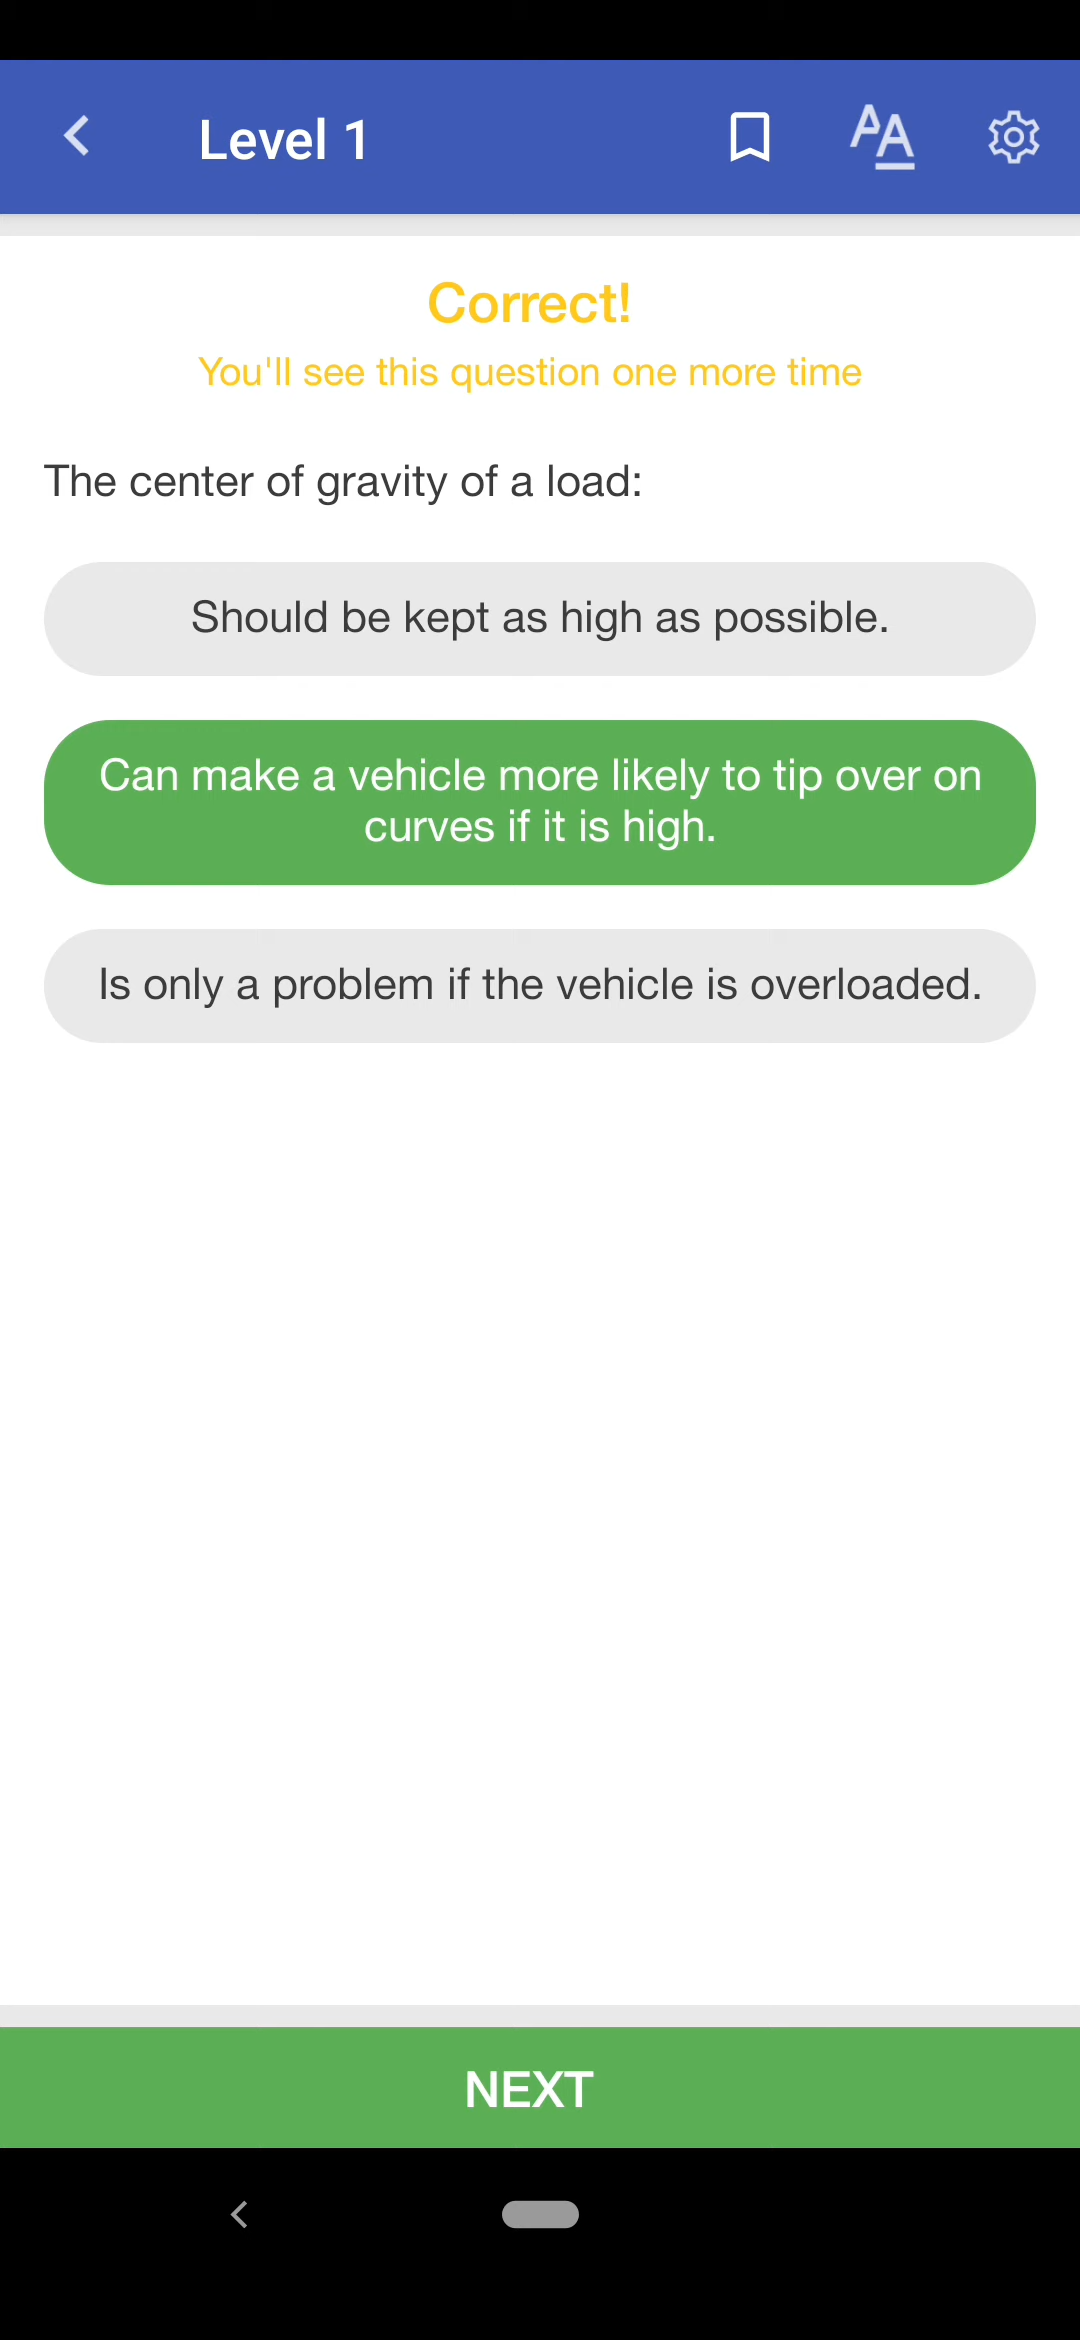 Level 1
Correct!
You'll see this question one more time
The center of gravity of a load:
Should be kept as high as possible.
Can make a vehicle more likely to tip over on
curves if it is high.
Is only a problem if the vehicle is overloaded.
NEXT